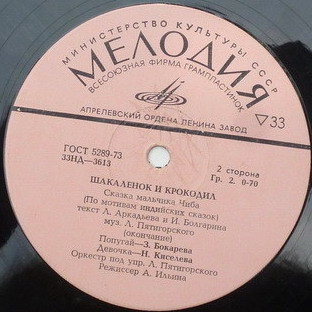 МИНИСТЕРСТВО КУЛЬТУРЫ СССР
МЕЛОДИЯ
ВСЕСОЮЗНАЯ ФИРМА ГРАМПЛАСТИНОК
АПРЕЛЕВСКИЙ ОРДЕНА ЛЕНИНА ЗАВОД
▽33
ГОСТ 5289-73
33НД—3613
2 сторона
Гр. 2. 0-70
ШАКАЛЕНОК И КРОКОДИЛ
Сказка мальчика Чиба
(По мотивам индийских сказок)
текст Л. Аркадьева и И. Болгарина
муз. Л. Пятигорского
(окончание)
Попугай—З. Бокарева
Девочка—Н. Киселева
Оркестр под упр. Л. Пятигорского
Режиссер А. Ильина